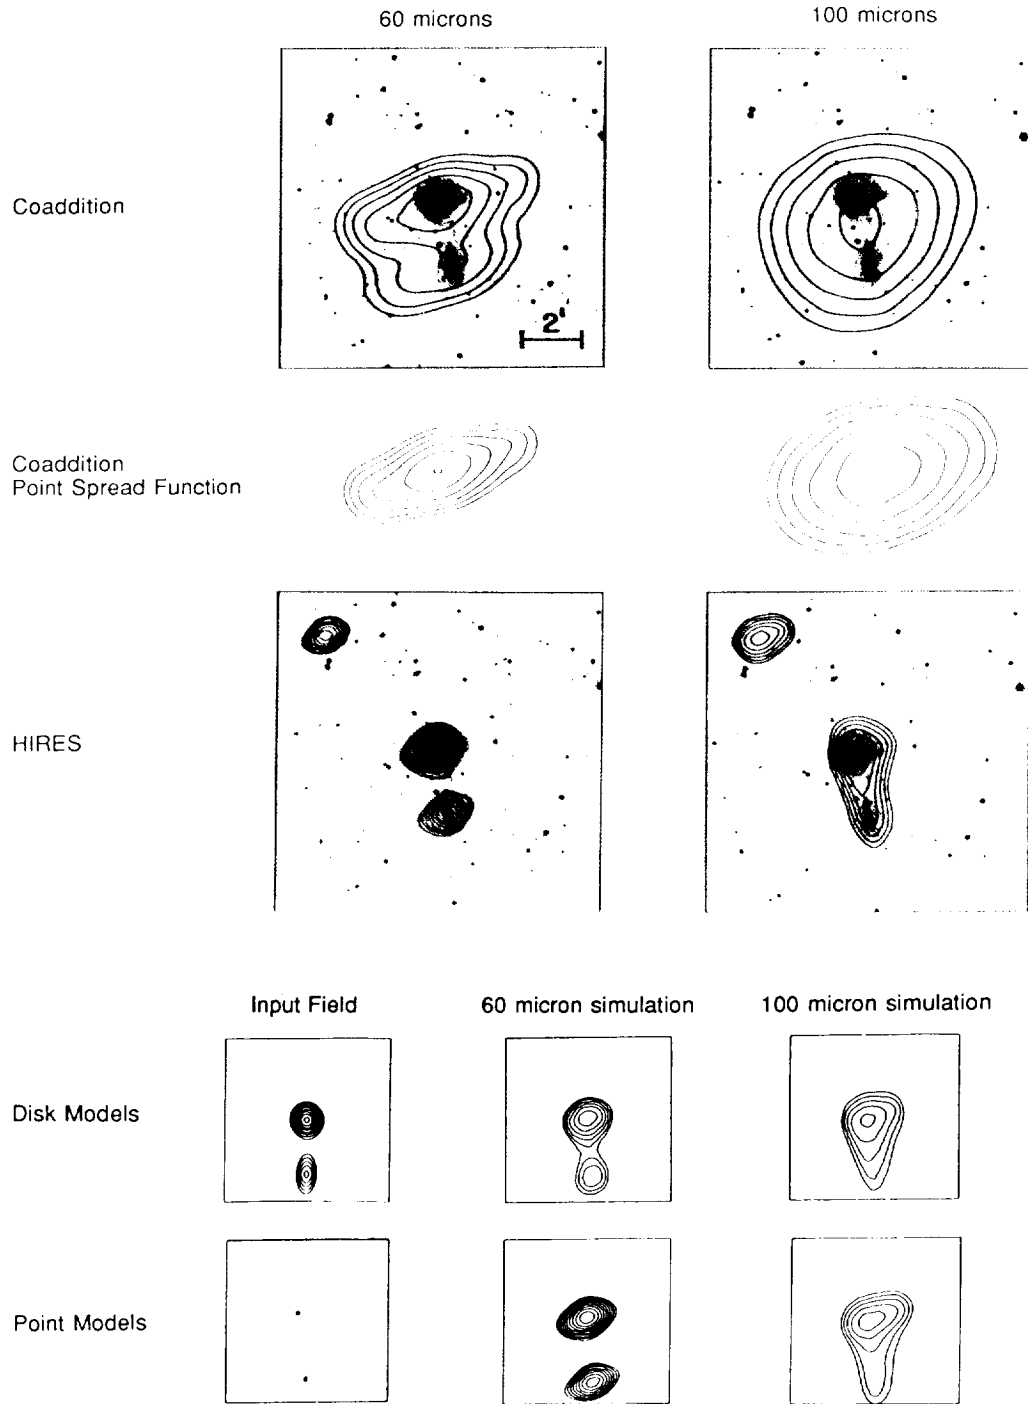 60 microns
100 microns
Coaddition
2'
Coaddition
Point Spread Function
HIRES
Input Field
60 micron simulation
100 micron simulation
Disk Models
Point Models